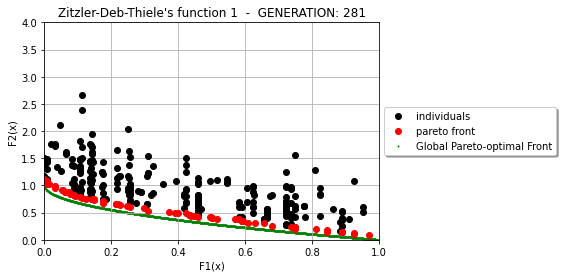 Zitzler-Deb-Thiele's function 1 - GENERATION: 281
4.0
3.5
3.0
2.5
2.0
1.5
1.0
0.5
0.0
F2(x)
0.0 0.2 0.4 0.6 0.8 1.0
F1(x)
individuals
pareto front
Global Pareto-optimal Front